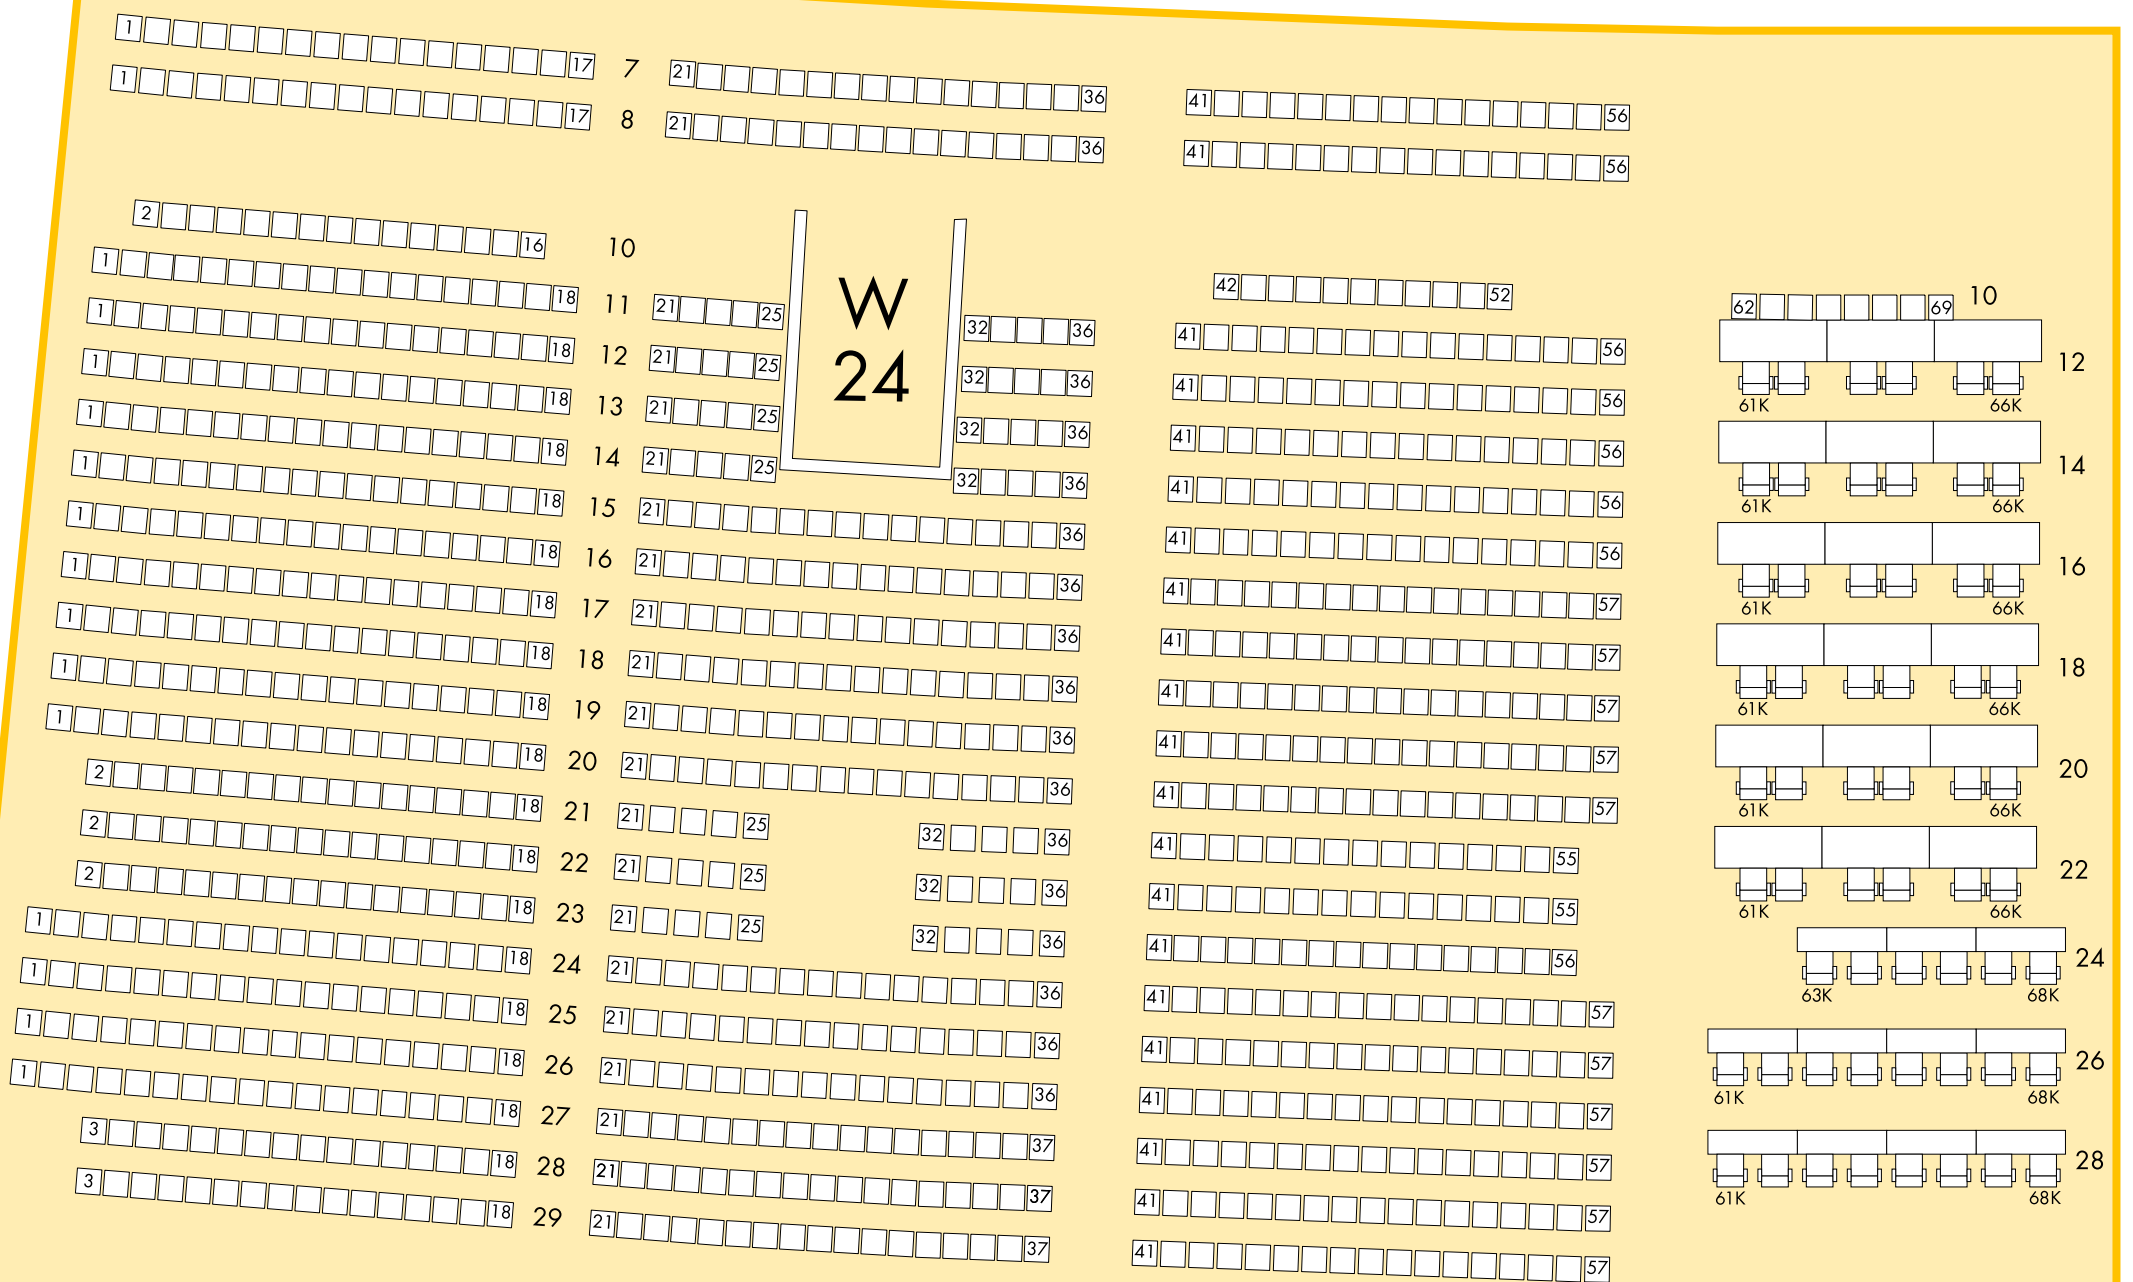 1 17 7 21 36 41 56
1 17 8 21 36 41 56
2 16 10 42 52 62 69 10
1 18 11 21 25 32 36 41 56
W
24
1 18 12 21 25 32 36 41 56 12
61K 66K
1 18 13 21 25 32 36 41 56
1 18 14 21 25 32 36 41 56 14
61K 66K
1 18 15 21 36 41 56
1 18 16 21 36 41 57 16
61K 66K
1 18 17 21 36 41 57
1 18 18 21 36 41 57 18
61K 66K
1 18 19 21 36 41 57
1 18 20 21 36 41 57 20
61K 66K
2 18 21 21 25 32 36 41 55
2 18 22 21 25 32 36 41 55 22
61K 66K
2 18 23 21 25 32 36 41 56
1 18 24 21 36 41 57 24
63K 68K
1 18 25 21 36 41 57
1 18 26 21 36 41 57 26
61K 68K
1 18 27 21 37 41 57
3 18 28 21 37 41 57 28
61K 68K
3 18 29 21 37 41 57